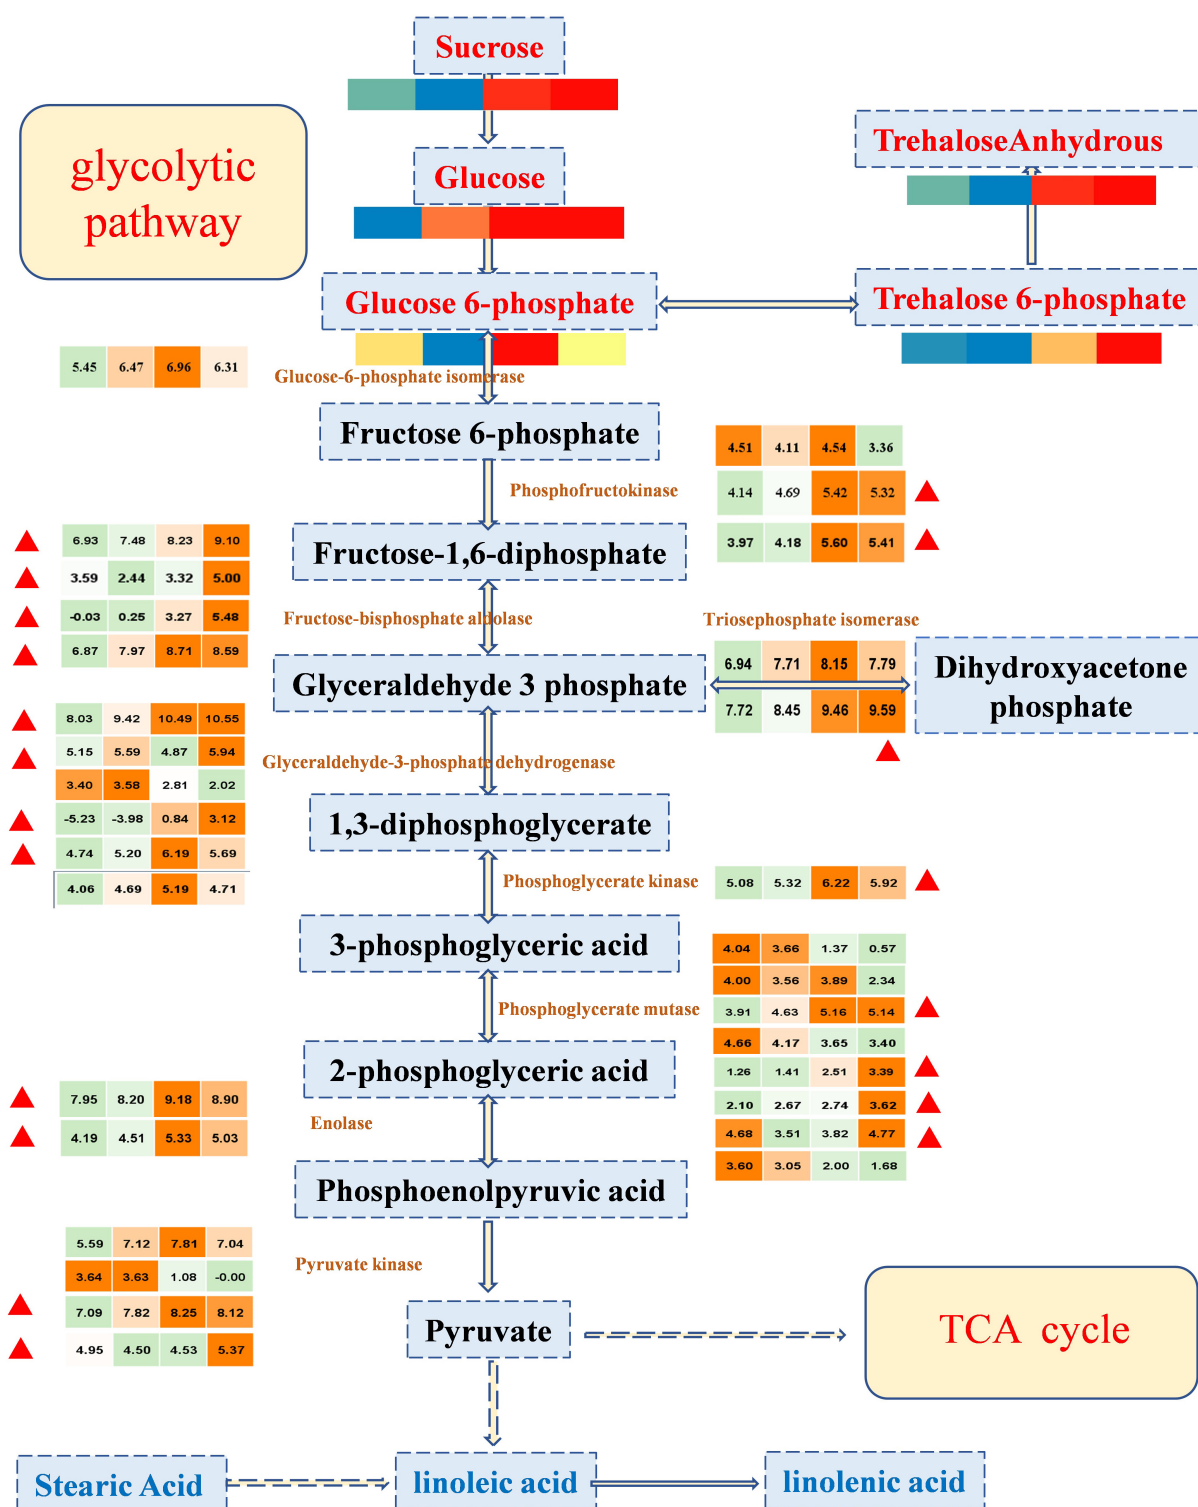 Sucrose
glycolytic
pathway
TrehaloseAnhydrous
Glucose
Glucose 6-phosphate
Trehalose 6-phosphate
5.45 6.47 6.96 6.31
Glucose-6-phosphate isomerase
Fructose 6-phosphate
4.51 4.11 4.54 3.36
Phosphofructokinase
4.14 4.69 5.42 5.32
3.97 4.18 5.60 5.41
6.93 7.48 8.23 9.10
3.59 2.44 3.32 5.00
-0.03 0.25 3.27 5.48
6.87 7.97 8.71 8.59
Fructose-1,6-diphosphate
Fructose-bisphosphate aldolase
Triosephosphate isomerase
6.94 7.71 8.15 7.79
7.72 8.45 9.46 9.59
Glyceraldehyde 3 phosphate
Dihydroxyacetone
phosphate
8.03 9.42 10.49 10.55
5.15 5.59 4.87 5.94
3.40 3.58 2.81 2.02
-5.23 -3.98 0.84 3.12
4.74 5.20 6.19 5.69
4.06 4.69 5.19 4.71
Glyceraldehyde-3-phosphate dehydrogenase
1,3-diphosphoglycerate
Phosphoglycerate kinase
5.08 5.32 6.22 5.92
3-phosphoglyceric acid
Phosphoglycerate mutase
4.04 3.66 1.37 0.57
4.00 3.56 3.89 2.34
3.91 4.63 5.16 5.14
4.66 4.17 3.65 3.40
1.26 1.41 2.51 3.39
2.10 2.67 2.74 3.62
4.68 3.51 3.82 4.77
3.60 3.05 2.00 1.68
2-phosphoglyceric acid
7.95 8.20 9.18 8.90
4.19 4.51 5.33 5.03
Enolase
Phosphoenolpyruvic acid
5.59 7.12 7.81 7.04
3.64 3.63 1.08 -0.00
7.09 7.82 8.25 8.12
4.95 4.50 4.53 5.37
Pyruvate kinase
Pyruvate
TCA cycle
Stearic Acid
linoleic acid
linolenic acid